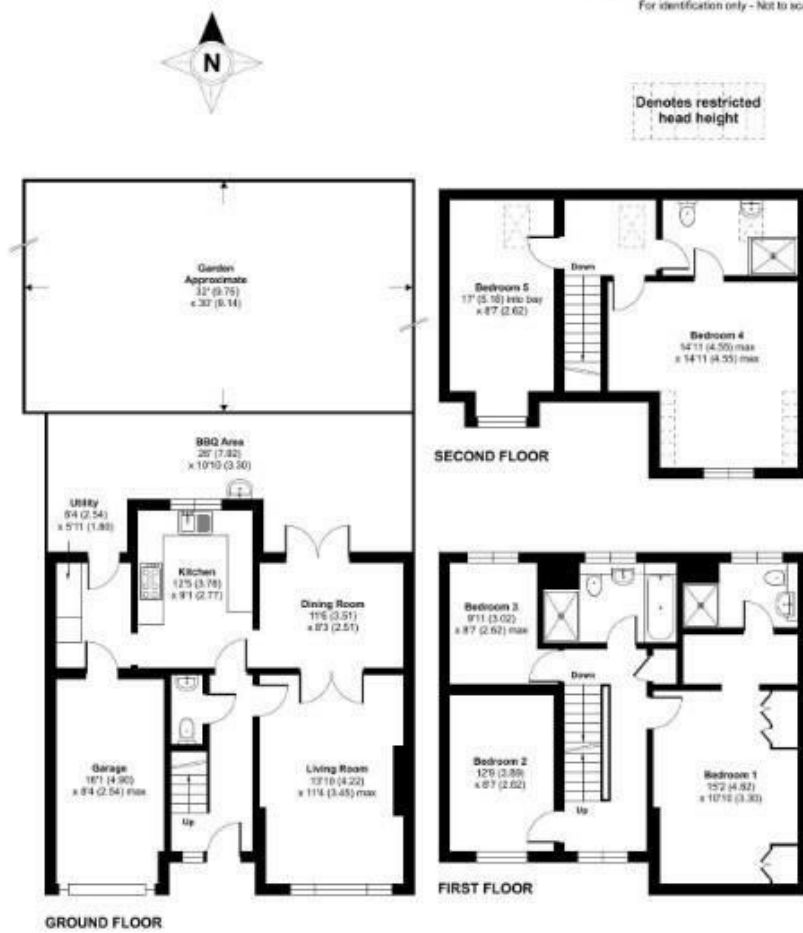 For identification only - Not to sc
N
Denotes restricted
head height
Garden
Approximate
32' (9.75)
x 30' (9.14)
Bedroom 5
17' (5.18) into bay
x 8'7 (2.62)
Down
Bedroom 4
14'11 (4.55) max
x 14'11 (4.55) max
SECOND FLOOR
BBQ Area
26' (7.92)
x 10'10 (3.30)
Utility
8'4 (2.54)
x 5'11 (1.80)
Kitchen
12'5 (3.78)
x 9'1 (2.77)
Dining Room
11'6 (3.51)
x 8'3 (2.51)
Garage
16'1 (4.90)
x 8'4 (2.54) max
Up
Living Room
13'10 (4.22)
x 11'4 (3.45) max
GROUND FLOOR
Bedroom 3
9'11 (3.02)
x 8'7 (2.62) max
Down
Bedroom 2
12'9 (3.89)
x 8'7 (2.62)
Up
Bedroom 1
15'2 (4.62)
x 10'10 (3.30)
FIRST FLOOR